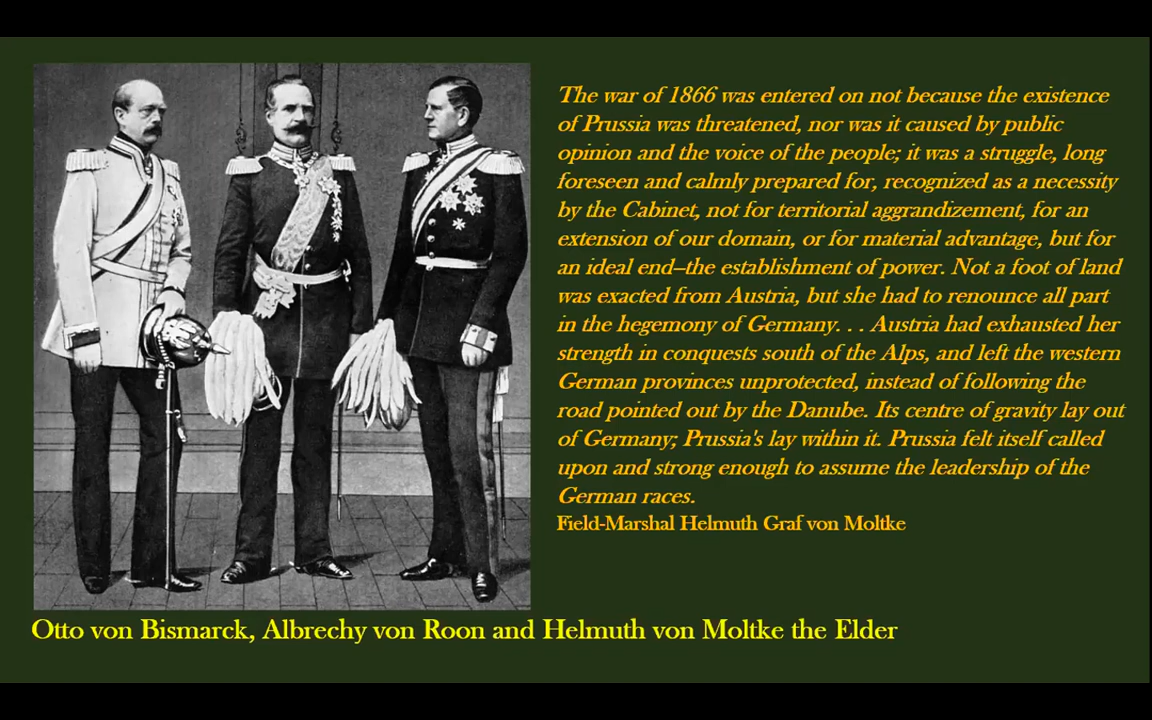 The war of 1866 was entered on not because the existence
of Prussia was threatened, nor was it caused by public
opinion and the voice of the people; it was a struggle, long
foreseen and calmly prepared for, recognized as a necessity
by the Cabinet, not for territorial aggrandizement, for an
extension of our domain, or for material advantage, but for
an ideal end–the establishment of power. Not a foot of land
was exacted from Austria, but she had to renounce all part
in the hegemony of Germany. . . Austria had exhausted her
strength in conquests south of the Alps, and left the western
German provinces unprotected, instead of following the
road pointed out by the Danube. Its centre of gravity lay out
of Germany; Prussia's lay within it. Prussia felt itself called
upon and strong enough to assume the leadership of the
German races.
Field-Marshal Helmuth Graf von Moltke
Otto von Bismarck, Albrechy von Roon and Helmuth von Moltke the Elder